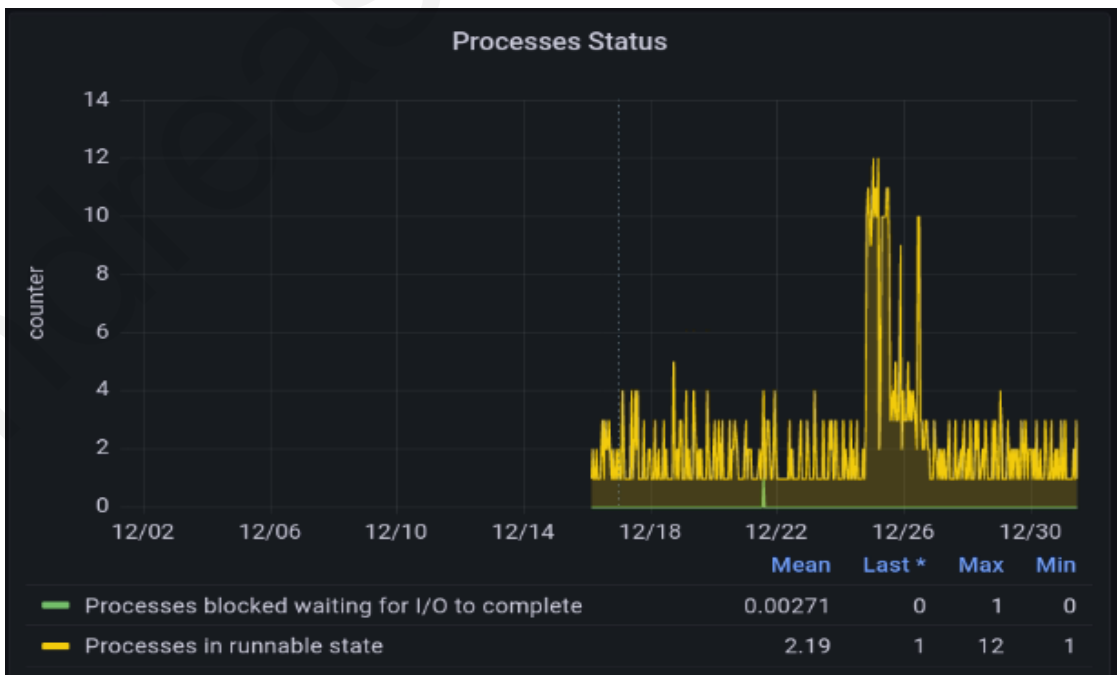 Processes Status
14
12
10
8
6
4
2
0
counter
12/02 12/06 12/10 12/14 12/18 12/22 12/26 12/30
Mean Last * Max Min
Processes blocked waiting for I/O to complete 0.00271 0 1 0
Processes in runnable state 2.19 1 12 1